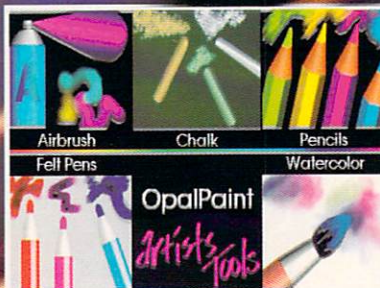 Airbrush Chalk Pencils
Felt Pens Watercolor
OpalPaint
artists
Tools